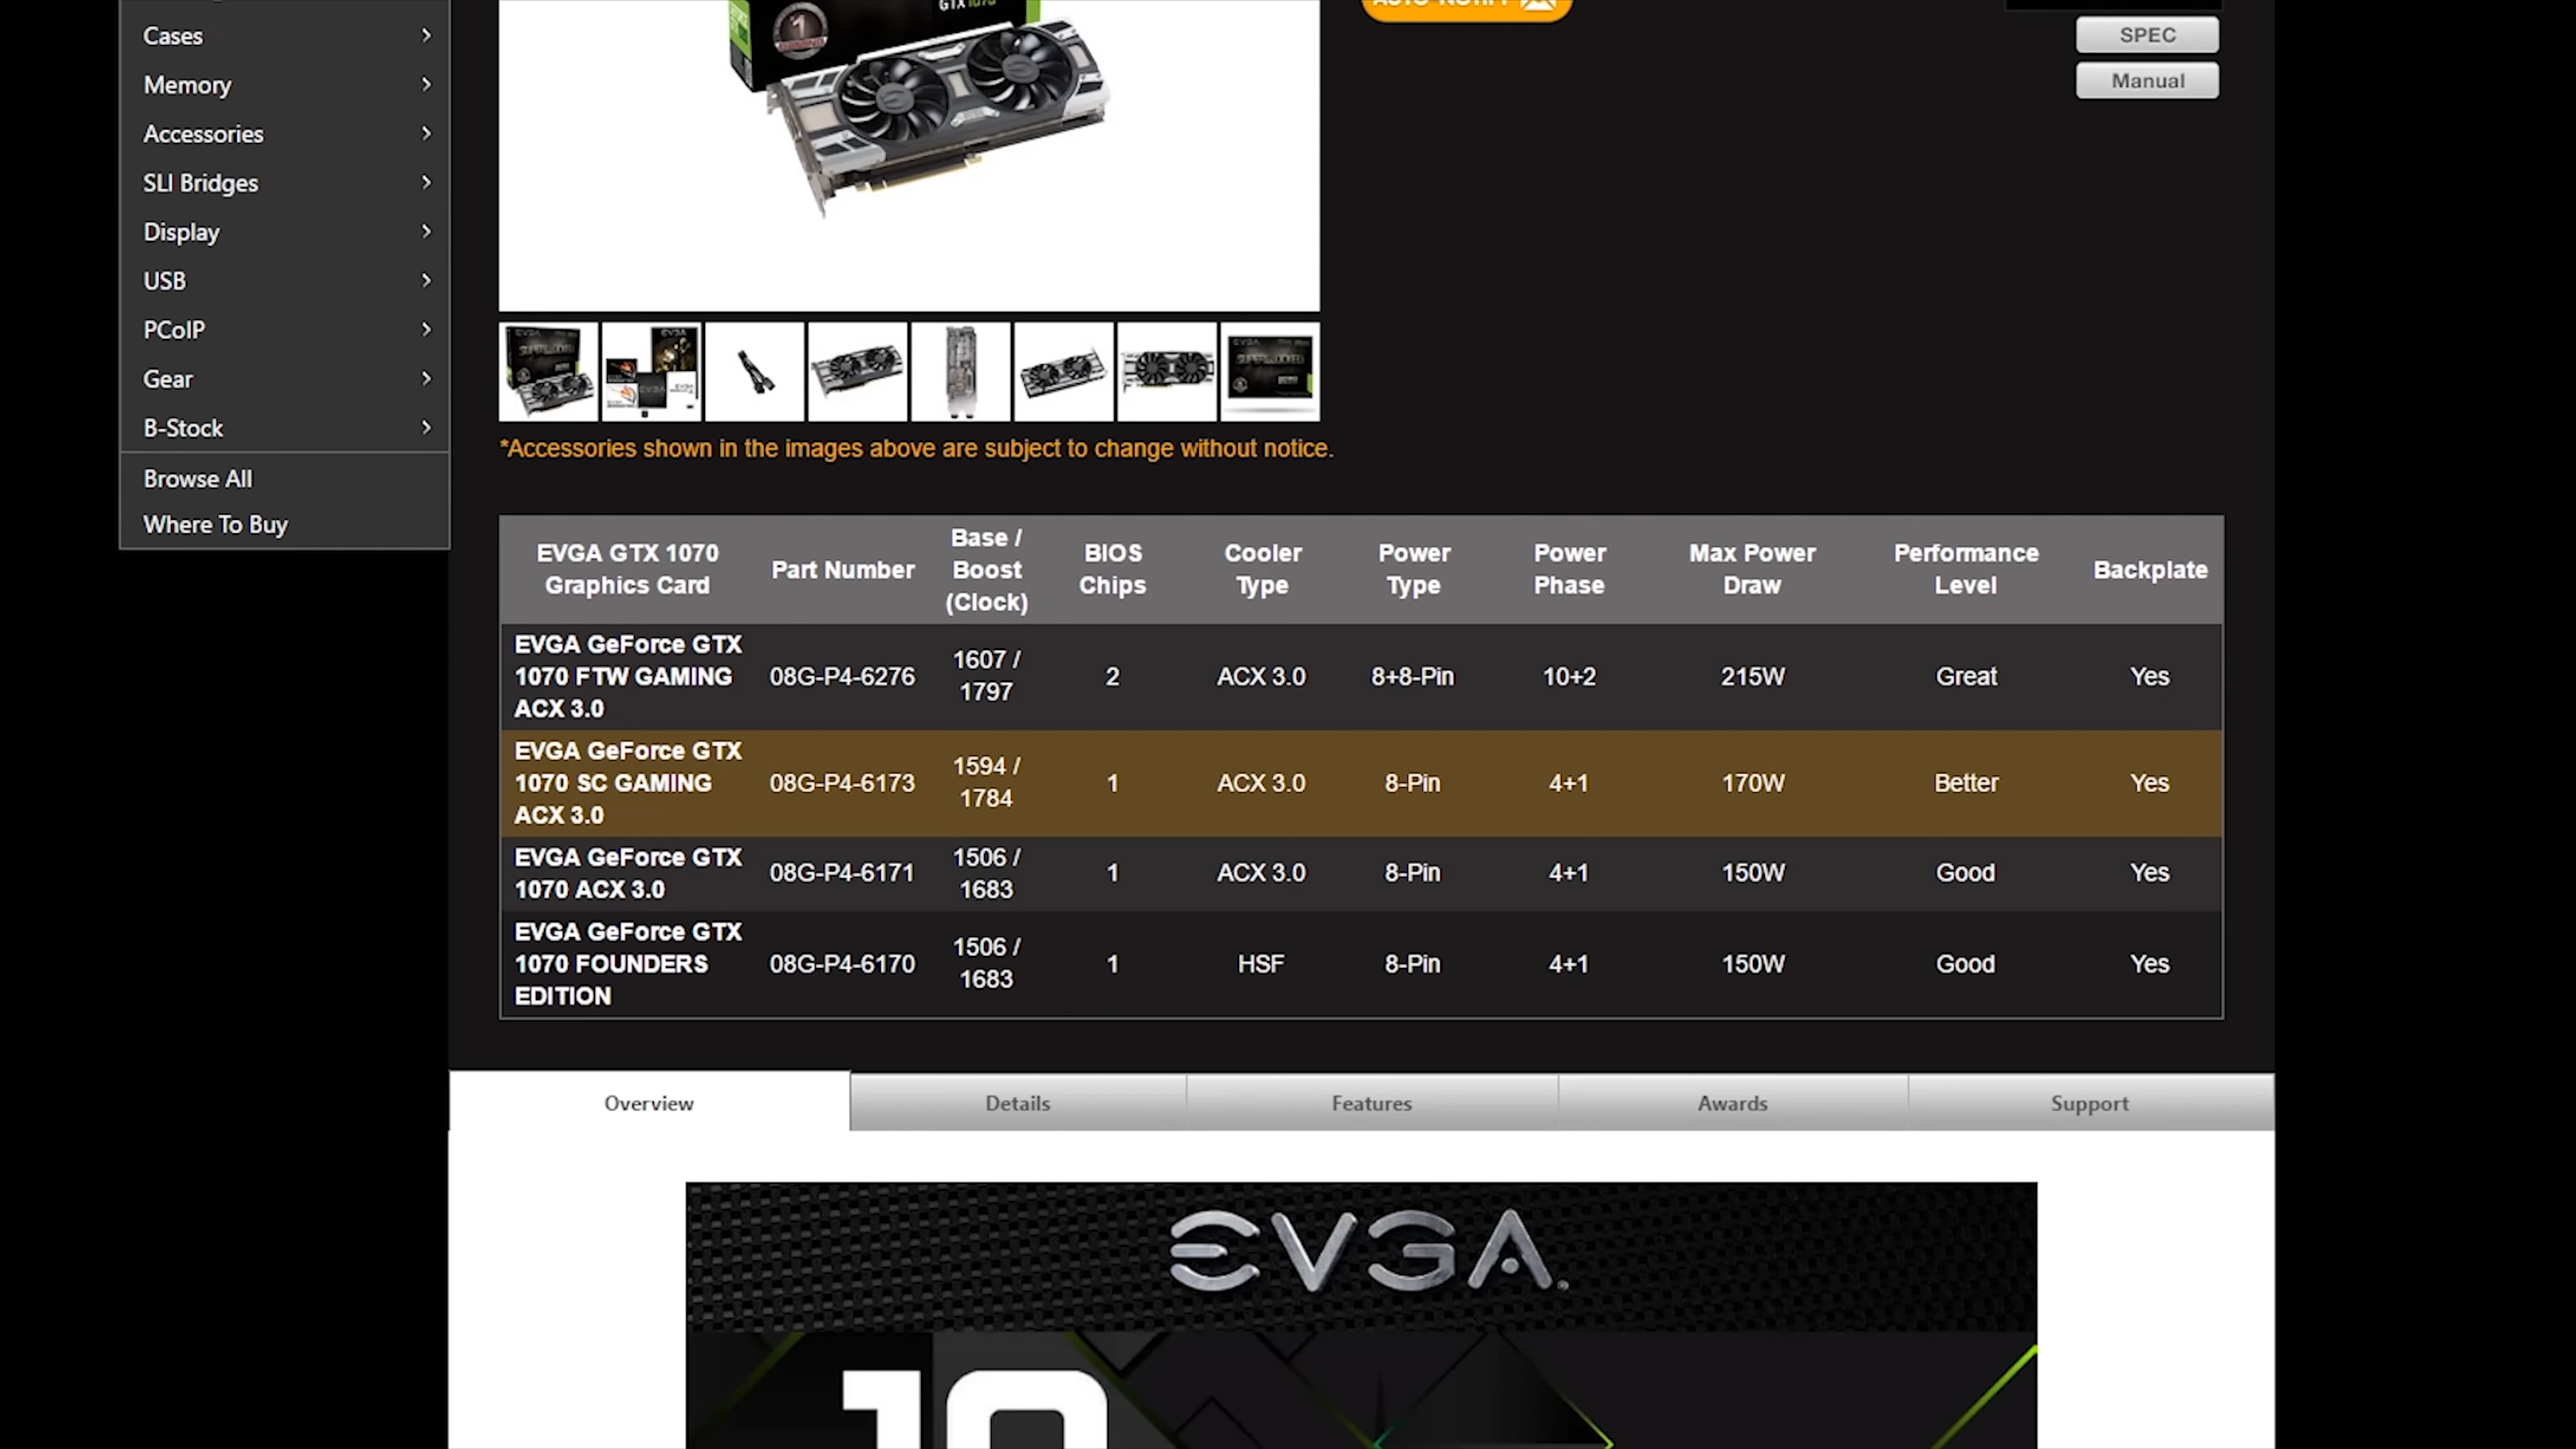 Cases
Memory
Accessories
SLI Bridges
Display
USB
PCoIP
Gear
B-Stock
Browse All
Where To Buy
SPEC
Manual
*Accessories shown in the images above are subject to change without notice.
EVGA GTX 1070 Graphics Card Part Number Base / Boost (Clock) BIOS Chips Cooler Type Power Type Power Phase Max Power Draw Performance Level Backplate
EVGA GeForce GTX 1070 FTW GAMING ACX 3.0 08G-P4-6276 1607 / 1797 2 ACX 3.0 8+8-Pin 10+2 215W Great Yes
EVGA GeForce GTX 1070 SC GAMING ACX 3.0 08G-P4-6173 1594 / 1784 1 ACX 3.0 8-Pin 4+1 170W Better Yes
EVGA GeForce GTX 1070 ACX 3.0 08G-P4-6171 1506 / 1683 1 ACX 3.0 8-Pin 4+1 150W Good Yes
EVGA GeForce GTX 1070 FOUNDERS EDITION 08G-P4-6170 1506 / 1683 1 HSF 8-Pin 4+1 150W Good Yes
Overview Details Features Awards Support
EVGA
10